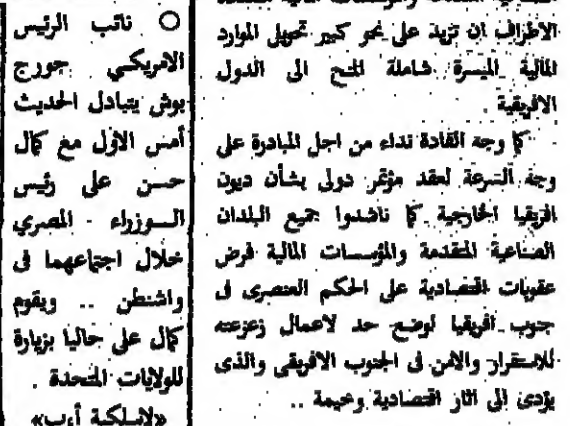 الاطراف ان تزيد على نحو كبير تحويل الموارد
المالية الميسرة شاملة المنح الى الدول
الافريقية .
كما وجه القادة نداء من اجل المبادرة على
وجه السرعة لعقد مؤتمر دولى بشأن ديون
افريقيا الخارجية كما ناشدوا جميع البلدان
الصناعية المتقدمة والمؤسسات المالية فرض
عقوبات اقتصادية على الحكم العنصرى فى
جنوب افريقيا لوضع حد لاعمال زعزعته
للاستقرار والامن فى الجنوب الافريقى والذى
يؤدى الى اثار اقتصادية وخيمة ..
○ نائب الرئيس
الامريكي جورج
بوش يتبادل الحديث
أمس الاول مع كمال
حسن على رئيس
الـوزراء - المصري
خلال اجتماعهما فى
واشنطن .. ويقوم
كمال على حاليا بزيارة
للولايات المتحدة .
«لاسلكية أ.ب»